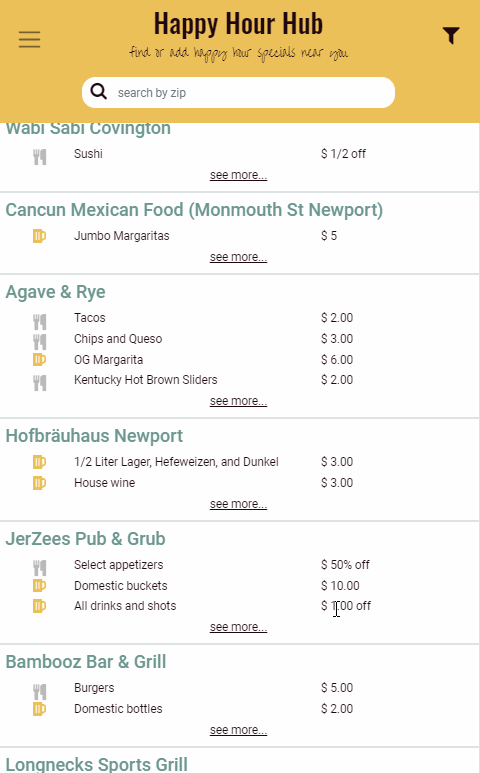 Happy Hour Hub
find or add happy hour specials near you
search by zip
Wabi Sabi Covington
Sushi $ 1/2 off
see more...
Cancun Mexican Food (Monmouth St Newport)
Jumbo Margaritas $ 5
see more...
Agave & Rye
Tacos $ 2.00
Chips and Queso $ 3.00
OG Margarita $ 6.00
Kentucky Hot Brown Sliders $ 2.00
see more...
Hofbräuhaus Newport
1/2 Liter Lager, Hefeweizen, and Dunkel $ 3.00
House wine $ 3.00
see more...
JerZees Pub & Grub
Select appetizers $ 50% off
Domestic buckets $ 10.00
All drinks and shots $ 1.00 off
see more...
Bambooz Bar & Grill
Burgers $ 5.00
Domestic bottles $ 2.00
see more...
Longnecks Sports Grill